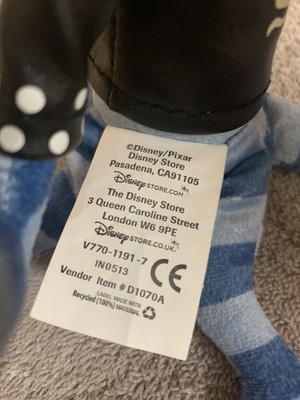 ©Disney/Pixar
Disney Store
Pasadena, CA91105
DISNEYSTORE.COM
The Disney Store
3 Queen Caroline Street
London W6 9PE
DISNEYSTORE.CO.UK
V770-1191-7
IN0513
CE
Vendor Item # D1070A
LABEL MADE WITH
Recycled (100%) MATERIAL